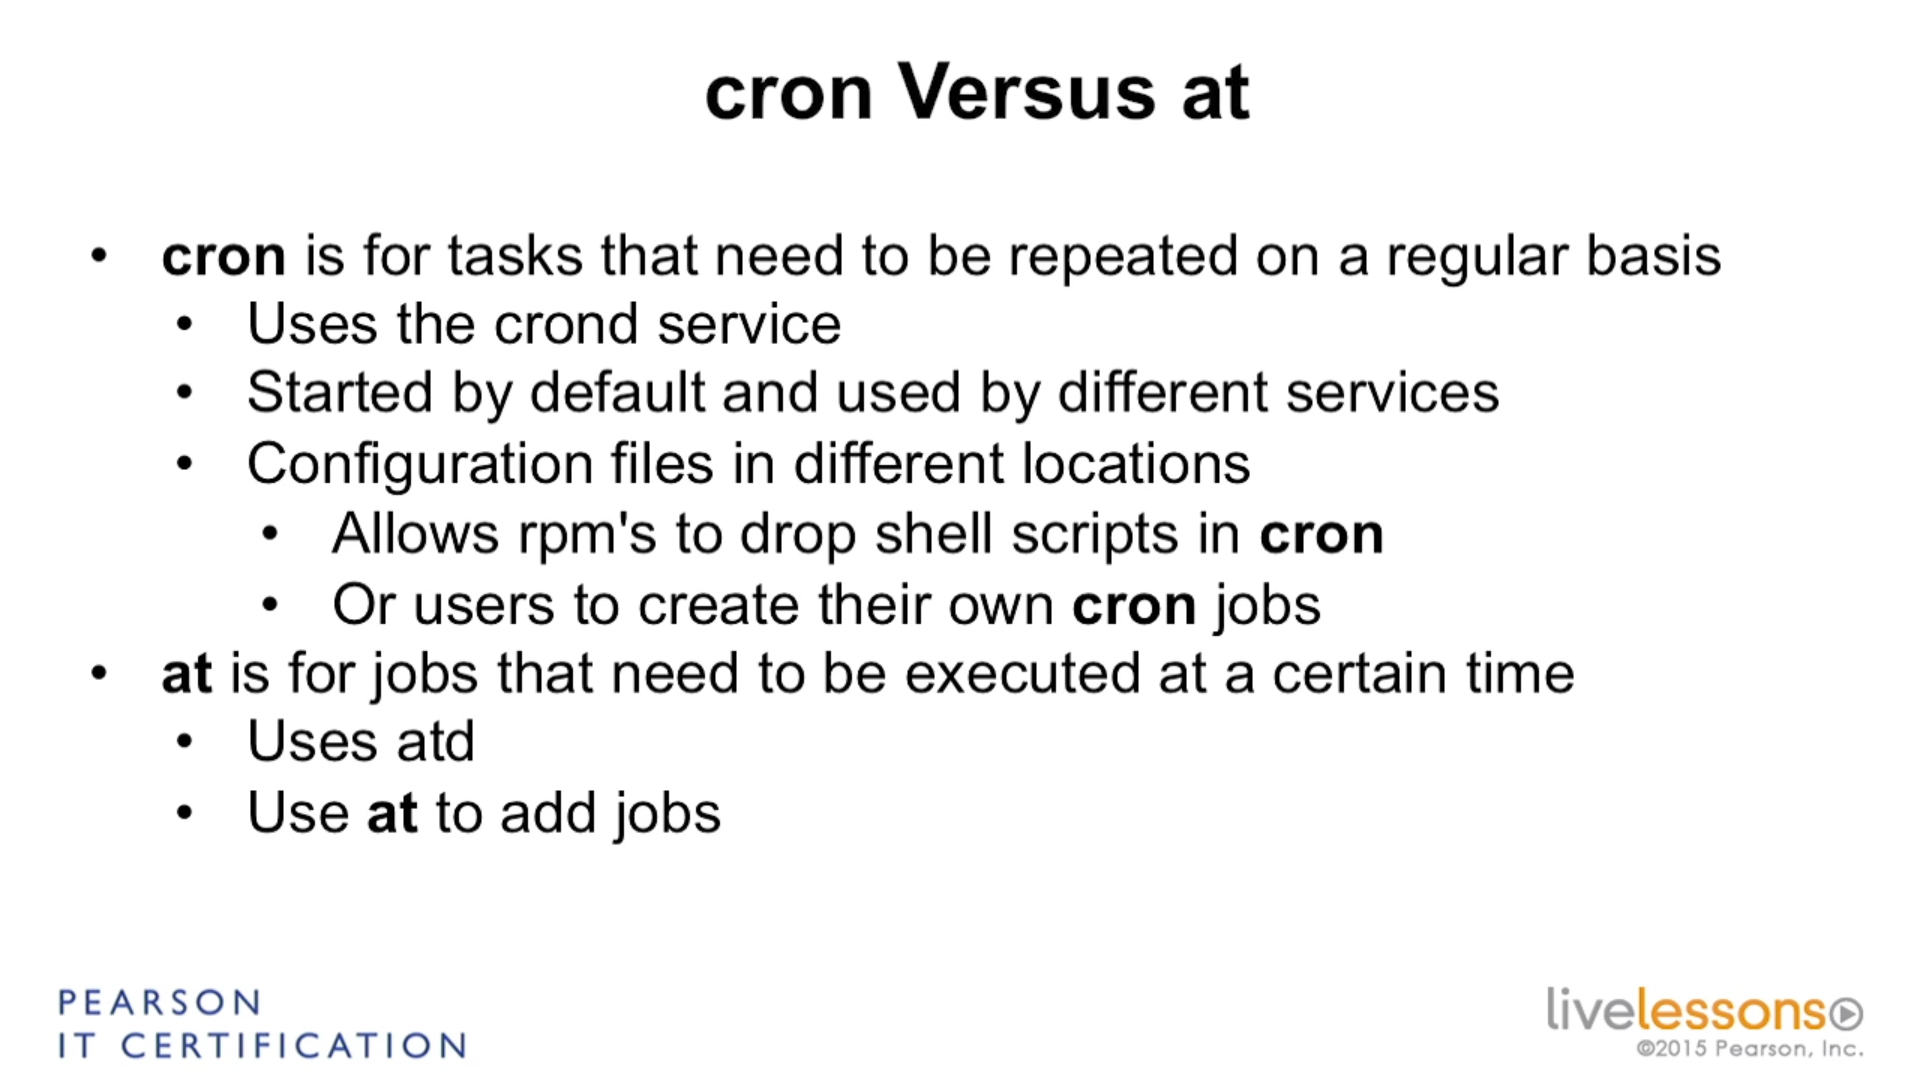 cron Versus at
• cron is for tasks that need to be repeated on a regular basis
• Uses the crond service
• Started by default and used by different services
• Configuration files in different locations
• Allows rpm's to drop shell scripts in cron
• Or users to create their own cron jobs
• at is for jobs that need to be executed at a certain time
• Uses atd
• Use at to add jobs
PEARSON
IT CERTIFICATION
livelessons
©2015 Pearson, Inc.